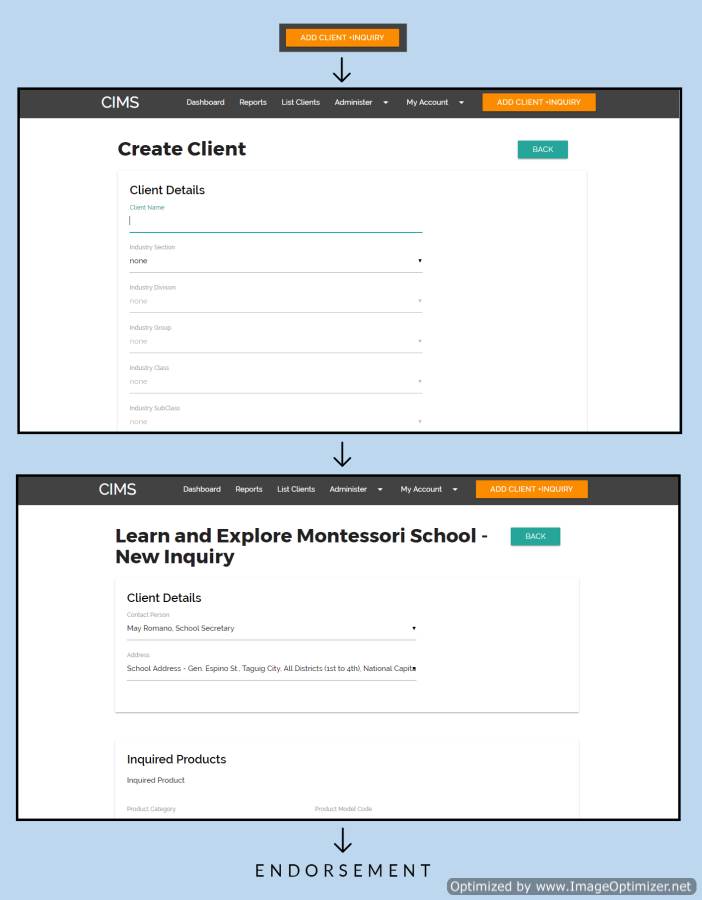 ADD CLIENT +INQUIRY
CIMS Dashboard Reports List Clients Administer My Account ADD CLIENT +INQUIRY
Create Client BACK
Client Details
Client Name
Industry Section
none
Industry Divison
none
Industry Group
none
Industry Class
none
Industry SubClass
none
CIMS Dashboard Reports List Clients Administer My Account ADD CLIENT +INQUIRY
Learn and Explore Montessori School - BACK
New Inquiry
Client Details
Contact Person
May Romano, School Secretary
Address
School Address - Gen. Espino St., Taguig City, All Districts (1st to 4th), National Capita
Inquired Products
Inquired Product
Product Category Product Model Code
ENDORSEMENT
Optimized by www.ImageOptimizer.net